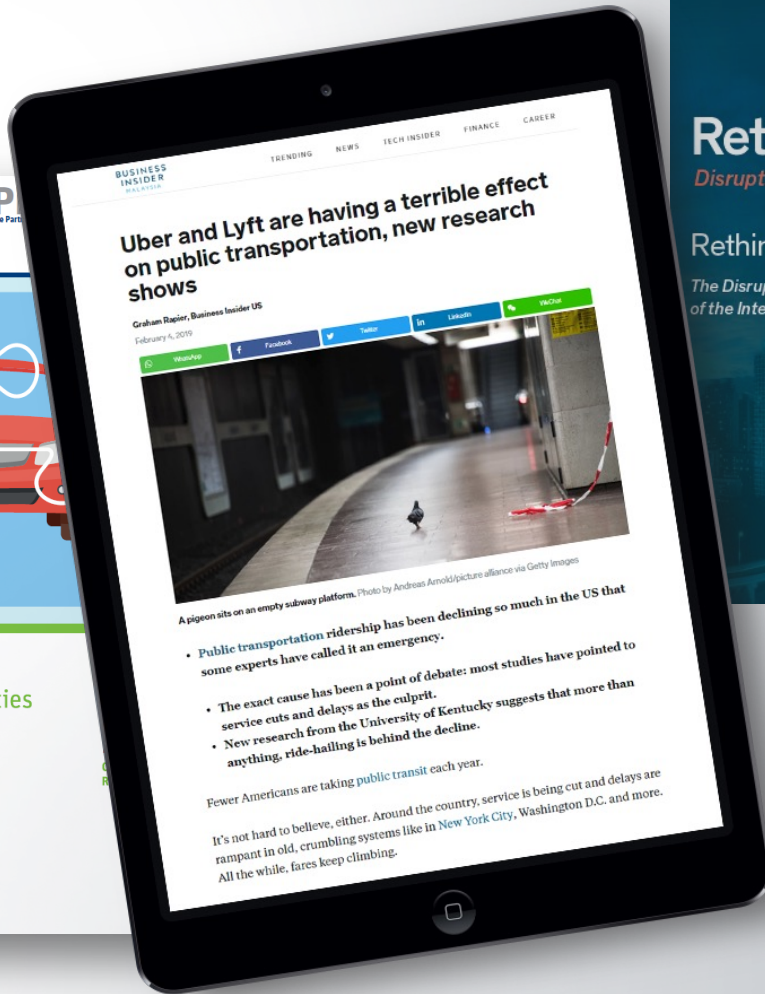 BUSINESS
INSIDER
MALAYSIA
TRENDING NEWS TECH INSIDER FINANCE CAREER
Uber and Lyft are having a terrible effect
on public transportation, new research
shows
Graham Rapier, Business Insider US
February 4, 2019
WhatsApp Facebook Twitter LinkedIn WeChat
A pigeon sits on an empty subway platform. Photo by Andreas Arnold/picture alliance via Getty Images
• Public transportation ridership has been declining so much in the US that
some experts have called it an emergency.
• The exact cause has been a point of debate: most studies have pointed to
service cuts and delays as the culprit.
• New research from the University of Kentucky suggests that more than
anything, ride-hailing is behind the decline.
Fewer Americans are taking public transit each year.
It's not hard to believe, either. Around the country, service is being cut and delays are
rampant in old, crumbling systems like in New York City, Washington D.C. and more.
All the while, fares keep climbing.
Ret
Disrupt
Rethin
The Disrup
of the Inte
ties